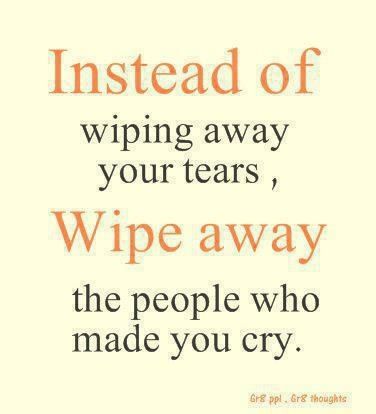 Instead of
wiping away
your tears ,
Wipe away
the people who
made you cry.
Gr8 ppl . Gr8 thoughts